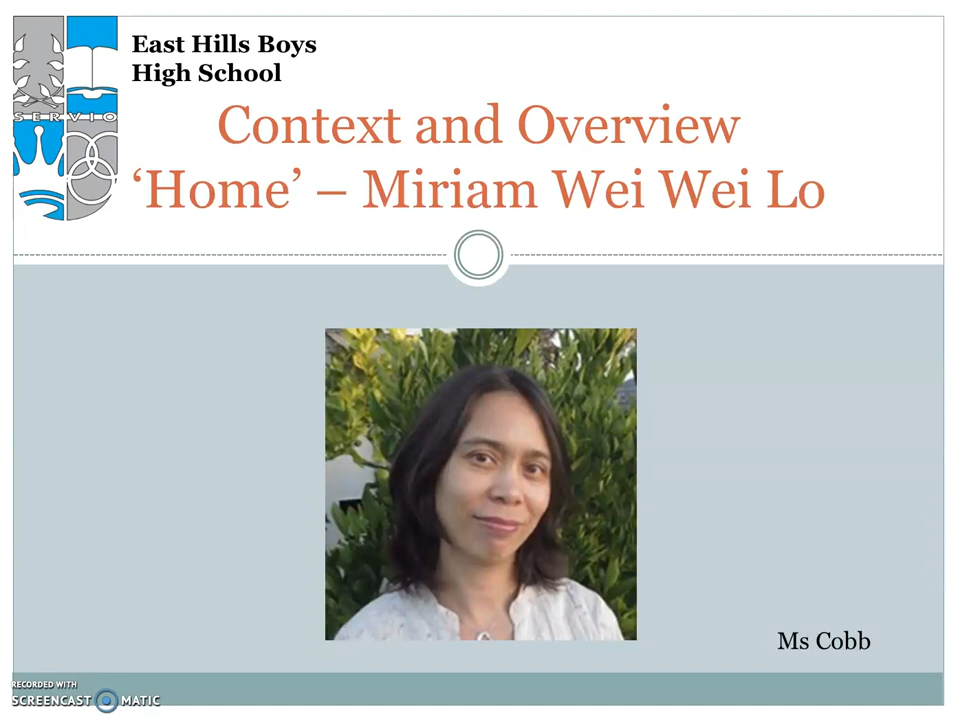 East Hills Boys
High School
SERVIO
Context and Overview
‘Home’ – Miriam Wei Wei Lo
Ms Cobb
RECORDED WITH
SCREENCAST MATIC